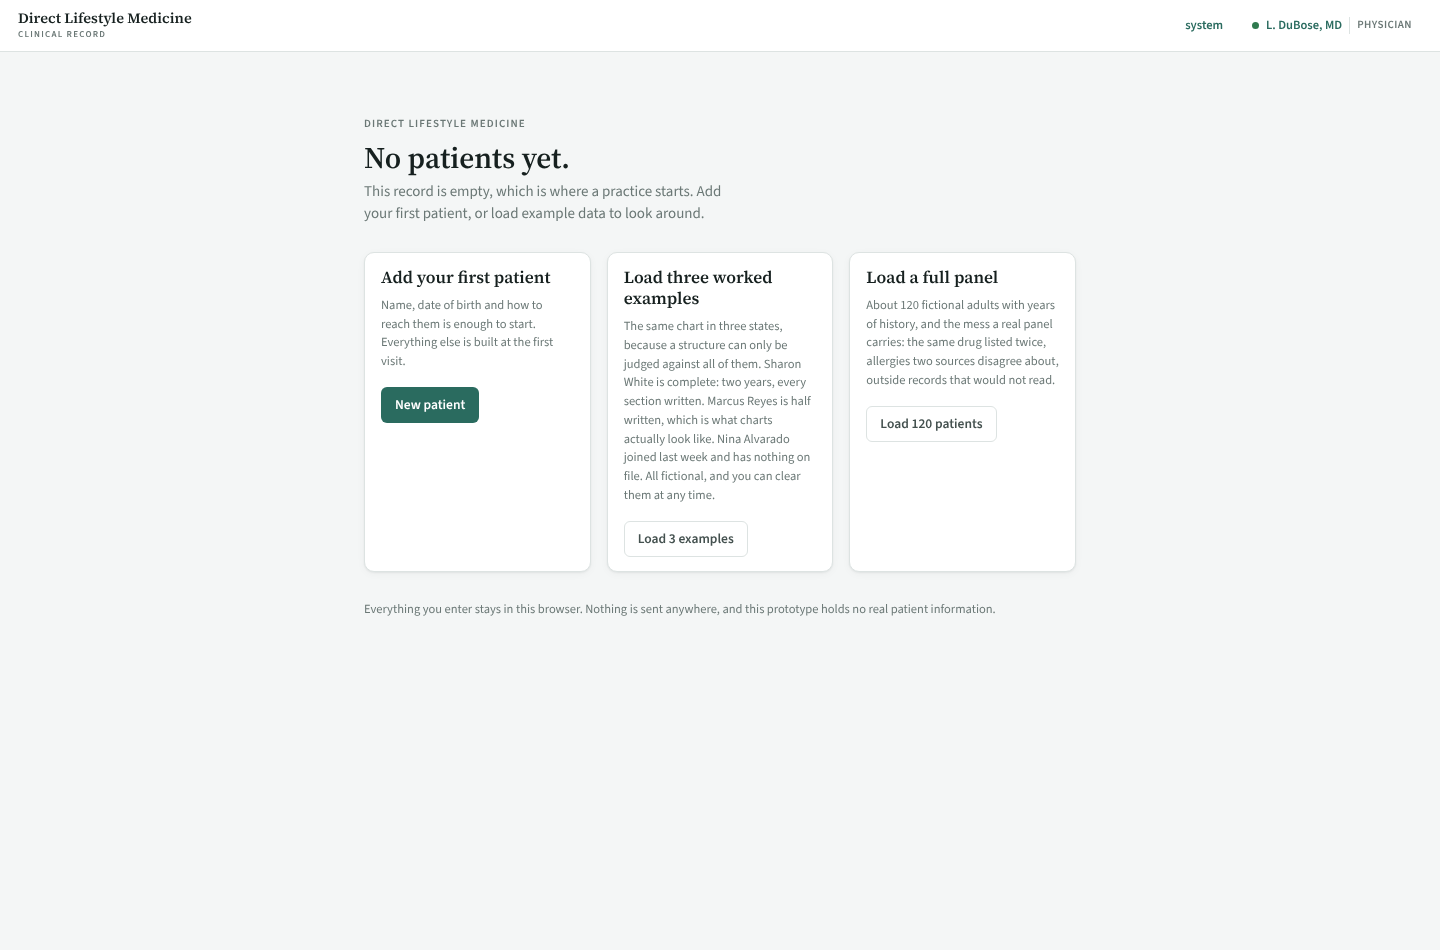 Direct Lifestyle Medicine
CLINICAL RECORD
system
L. DuBose, MD
PHYSICIAN
DIRECT LIFESTYLE MEDICINE
No patients yet.
This record is empty, which is where a practice starts. Add
your first patient, or load example data to look around.
Add your first patient
Name, date of birth and how to
reach them is enough to start.
Everything else is built at the first
visit.
New patient
Load three worked
examples
The same chart in three states,
because a structure can only be
judged against all of them. Sharon
White is complete: two years, every
section written. Marcus Reyes is half
written, which is what charts
actually look like. Nina Alvarado
joined last week and has nothing on
file. All fictional, and you can clear
them at any time.
Load 3 examples
Load a full panel
About 120 fictional adults with years
of history, and the mess a real panel
carries: the same drug listed twice,
allergies two sources disagree about,
outside records that would not read.
Load 120 patients
Everything you enter stays in this browser. Nothing is sent anywhere, and this prototype holds no real patient information.